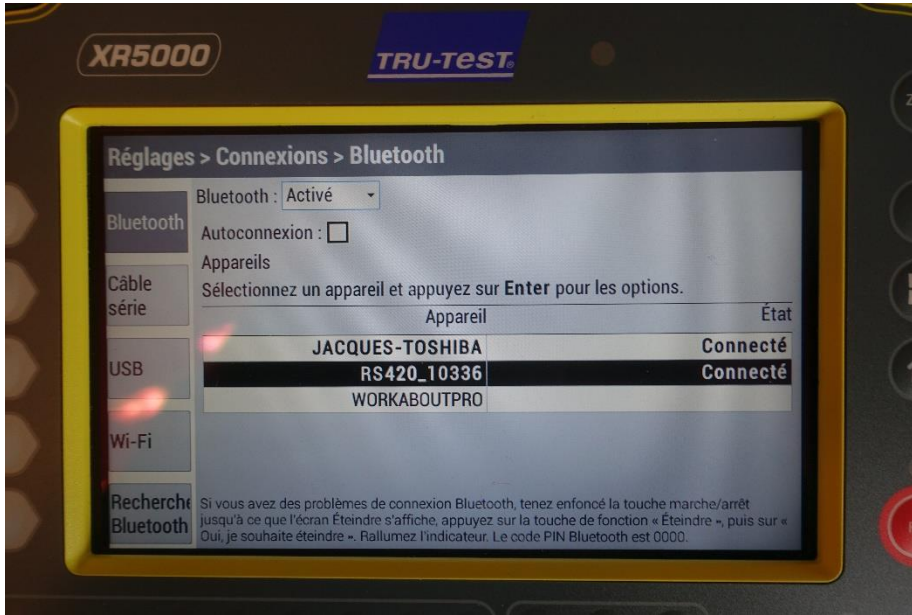 XR5000
TRU-TEST®
Réglages > Connexions > Bluetooth
Bluetooth
Bluetooth : Activé
Autoconnexion :
Appareils
Câble
série
Sélectionnez un appareil et appuyez sur Enter pour les options.
Appareil État
JACQUES-TOSHIBA Connecté
USB
RS420_10336 Connecté
WORKABOUTPRO
Wi-Fi
Recherche
Bluetooth
Si vous avez des problèmes de connexion Bluetooth, tenez enfoncé la touche marche/arrêt
jusqu'à ce que l'écran Éteindre s'affiche, appuyez sur la touche de fonction « Éteindre », puis sur «
Oui, je souhaite éteindre ». Rallumez l'indicateur. Le code PIN Bluetooth est 0000.